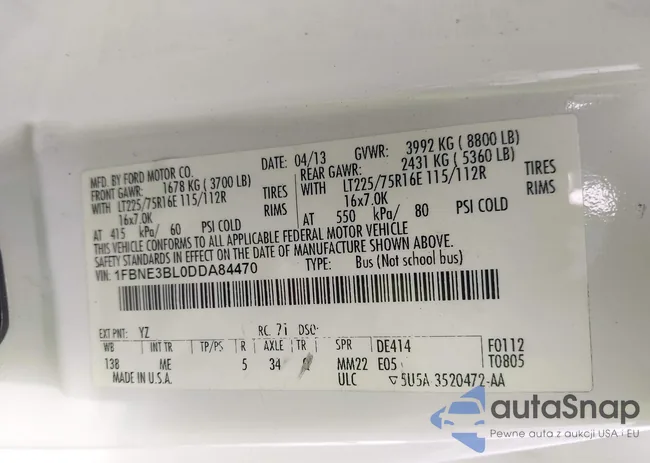 MFD. BY FORD MOTOR CO. DATE: 04/13 GVWR: 3992 KG ( 8800 LB)
FRONT GAWR: 1678 KG (3700 LB) REAR GAWR: 2431 KG ( 5360 LB)
WITH LT225/75R16E 115/112R TIRES WITH LT225/75R16E 115/112R TIRES
16x7.0K RIMS 16x7.0K RIMS
AT 415 kPa/ 60 PSI COLD AT 550 kPa/ 80 PSI COLD
THIS VEHICLE CONFORMS TO ALL APPLICABLE FEDERAL MOTOR VEHICLE
SAFETY STANDARDS IN EFFECT ON THE DATE OF MANUFACTURE SHOWN ABOVE.
VIN: 1FBNE3BL0DDA84470 TYPE: Bus (Not school bus)
EXT PNT: YZ RC: 71 DSO:
WB INT TR TP/PS R AXLE TR SPR DE414 F0112
138 ME 5 34 MM22 E05 T0805
MADE IN U.S.A. ULC 5U5A 3520472-AA
autaSnap
Pewne auta z aukcji USA i EU